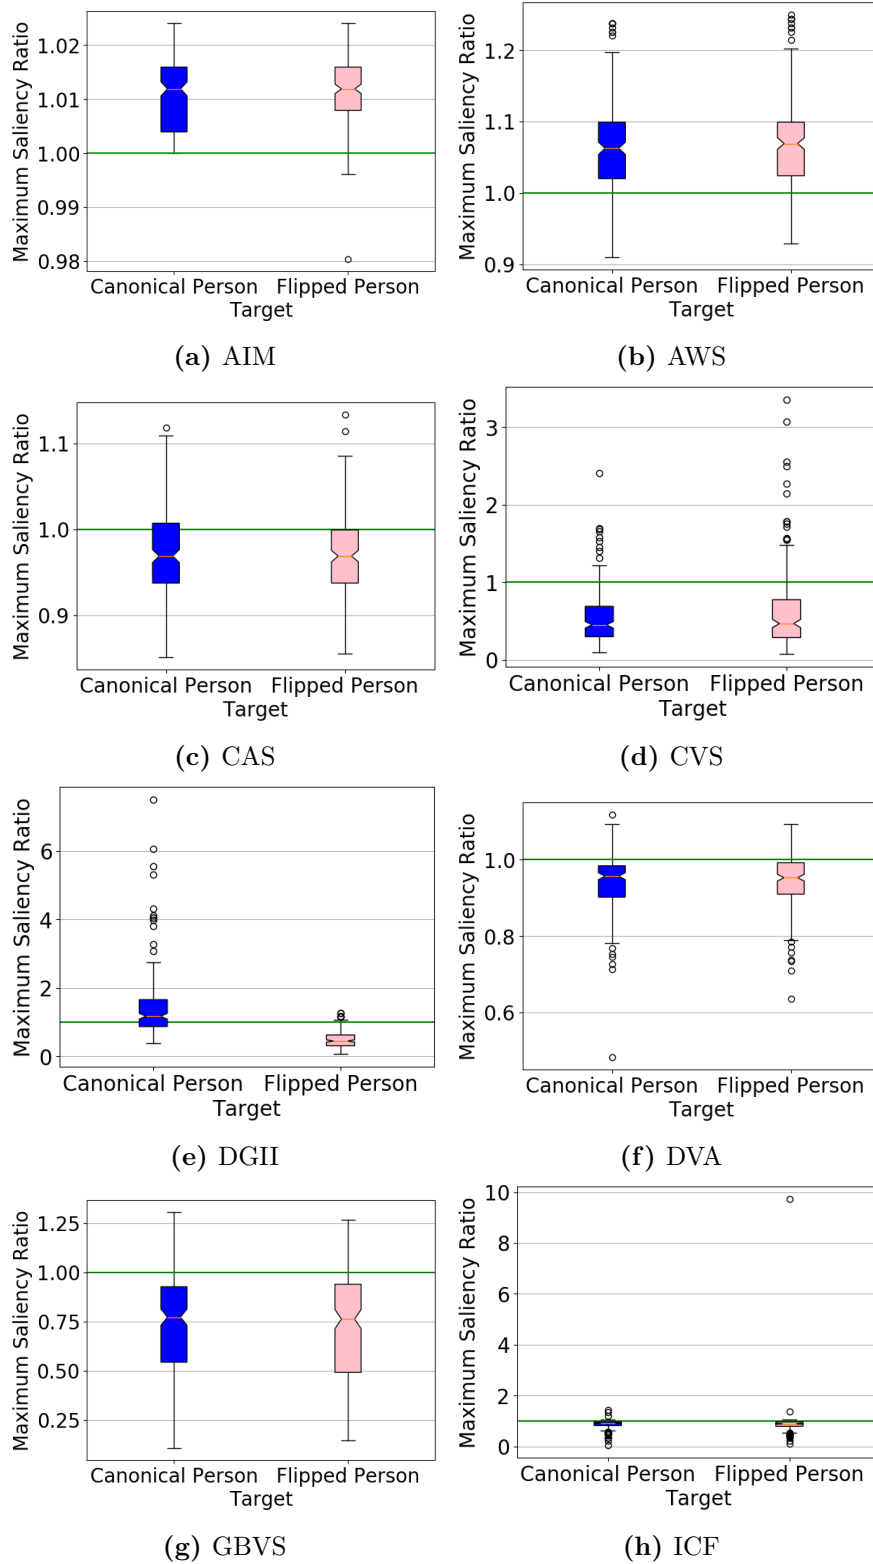 Maximum Saliency Ratio
1.02
1.01
1.00
0.99
0.98
Canonical Person Flipped Person
Target
(a) AIM
Maximum Saliency Ratio
1.2
1.1
1.0
0.9
Canonical Person Flipped Person
Target
(b) AWS
Maximum Saliency Ratio
1.1
1.0
0.9
Canonical Person Flipped Person
Target
(c) CAS
Maximum Saliency Ratio
3
2
1
0
Canonical Person Flipped Person
Target
(d) CVS
Maximum Saliency Ratio
6
4
2
0
Canonical Person Flipped Person
Target
(e) DGII
Maximum Saliency Ratio
1.0
0.8
0.6
Canonical Person Flipped Person
Target
(f) DVA
Maximum Saliency Ratio
1.25
1.00
0.75
0.50
0.25
Canonical Person Flipped Person
Target
(g) GBVS
Maximum Saliency Ratio
10
8
6
4
2
0
Canonical Person Flipped Person
Target
(h) ICF